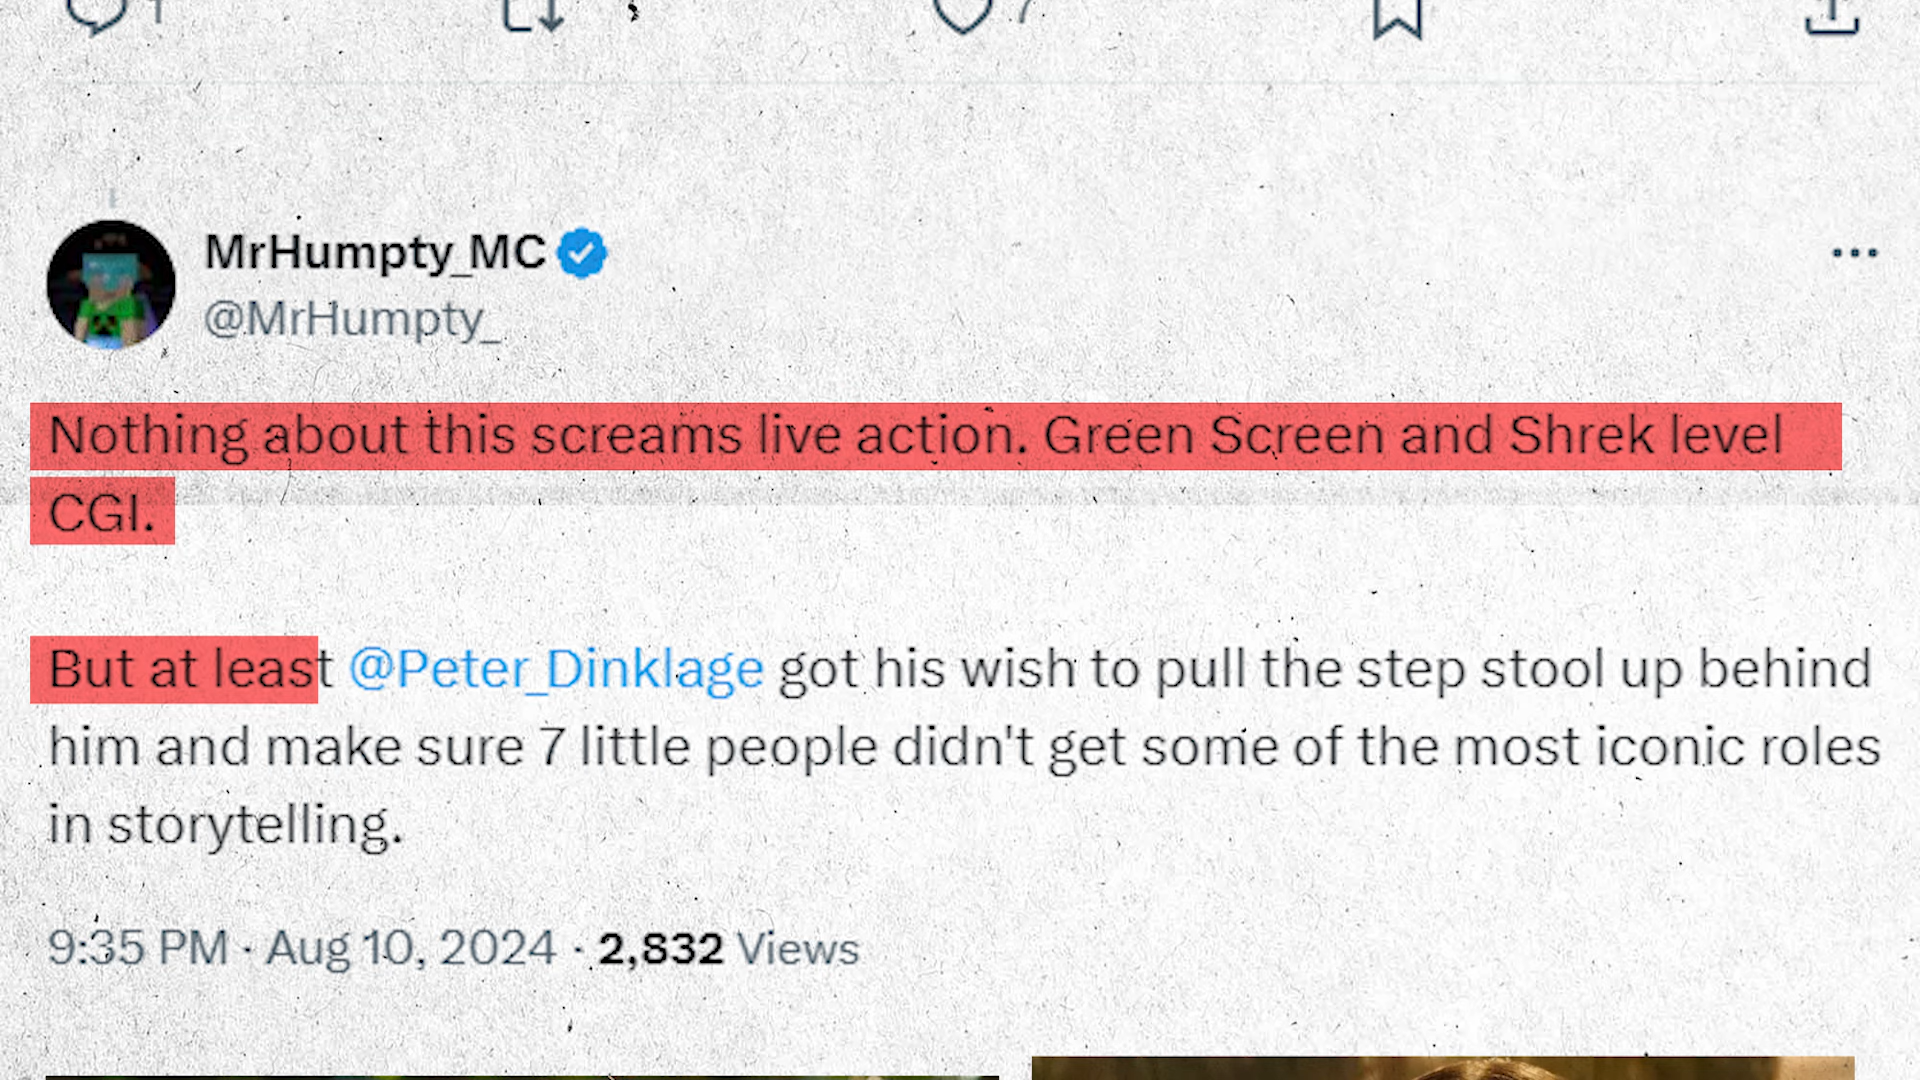 MrHumpty_MC
@MrHumpty_
Nothing about this screams live action. Green Screen and Shrek level
CGI.
But at least @Peter_Dinklage got his wish to pull the step stool up behind
him and make sure 7 little people didn't get some of the most iconic roles
in storytelling.
9:35 PM · Aug 10, 2024 · 2,832 Views